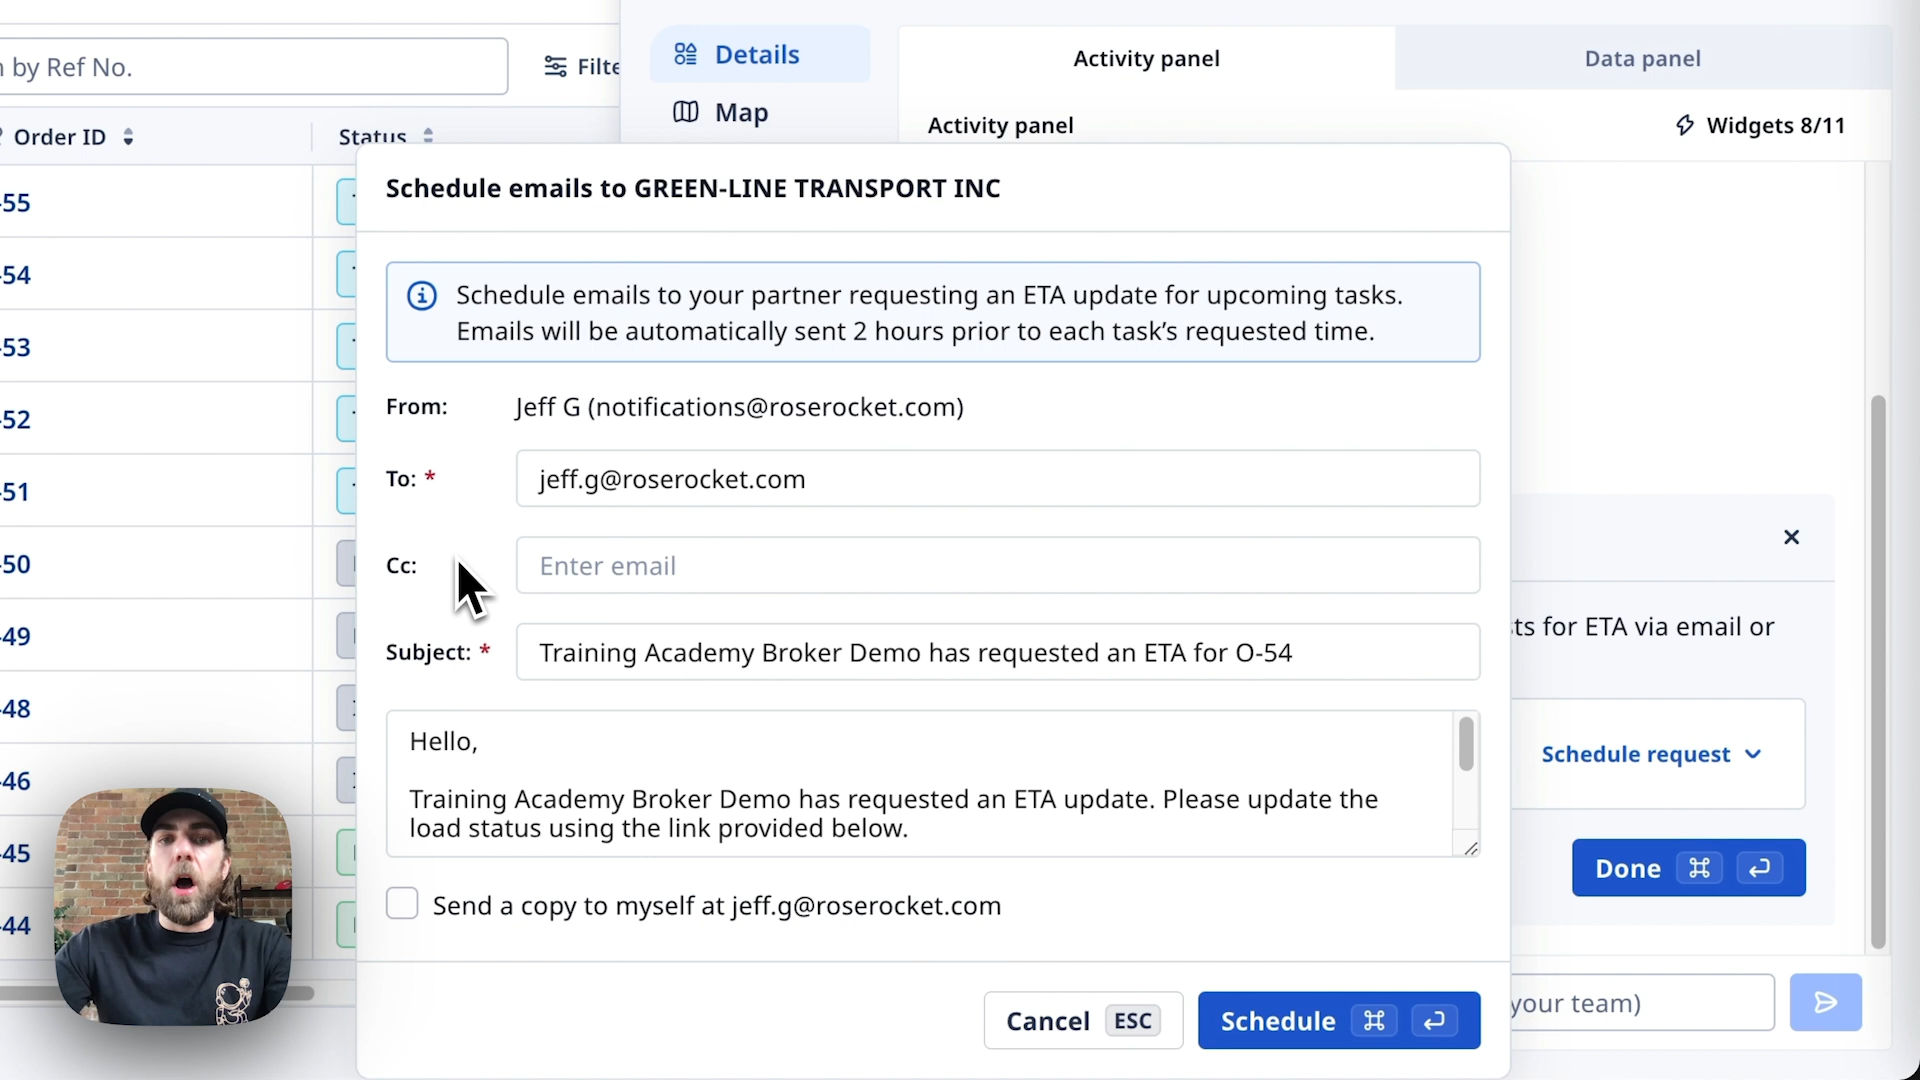 by Ref No.
Details
Activity panel
Data panel
Map
Activity panel
Widgets 8/11
Order ID
Status
Schedule emails to GREEN-LINE TRANSPORT INC
Schedule emails to your partner requesting an ETA update for upcoming tasks.
Emails will be automatically sent 2 hours prior to each task’s requested time.
From: Jeff G (notifications@roserocket.com)
To: * jeff.g@roserocket.com
Cc: Enter email
Subject: * Training Academy Broker Demo has requested an ETA for O-54
Hello,
Training Academy Broker Demo has requested an ETA update. Please update the
load status using the link provided below.
Send a copy to myself at jeff.g@roserocket.com
Cancel ESC
Schedule ⌘
-55
-54
-53
-52
-51
-50
-49
-48
-46
-45
-44
for ETA via email or
Schedule request
Done ⌘
your team)